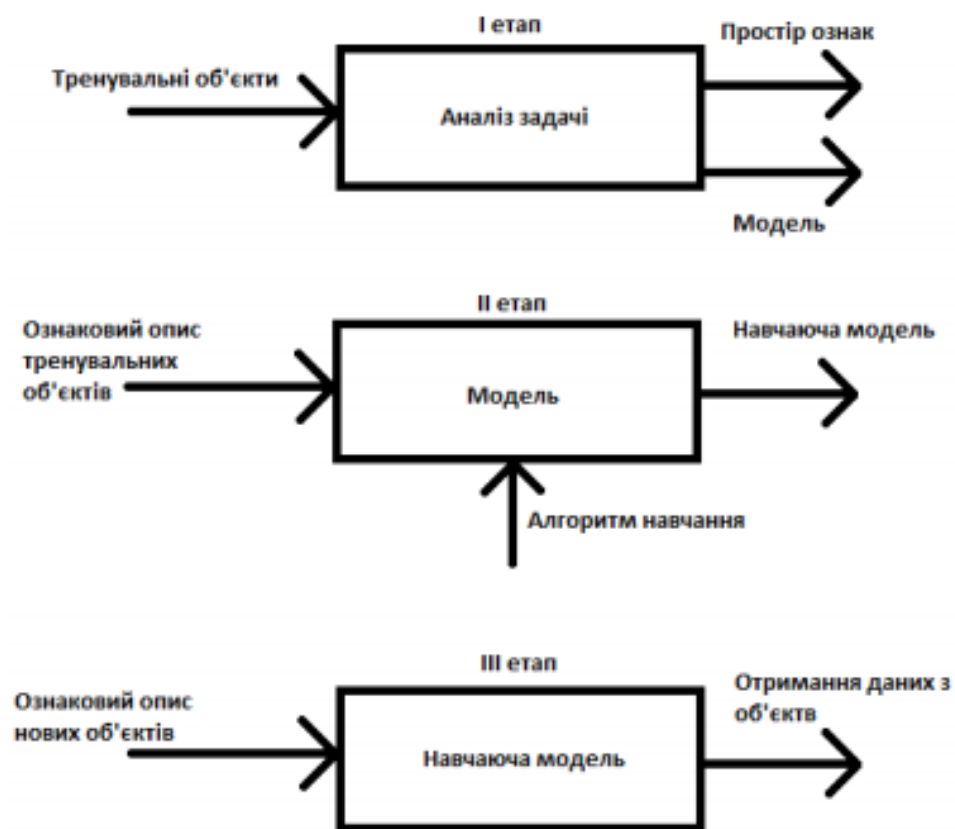 I етап
Простір ознак
Тренувальні об'єкти
Аналіз задачі
Модель
II етап
Ознаковий опис
тренувальних
об'єктів
Навчаюча модель
Модель
Алгоритм навчання
III етап
Ознаковий опис
нових об'єктів
Отримання даних з
об'єктв
Навчаюча модель